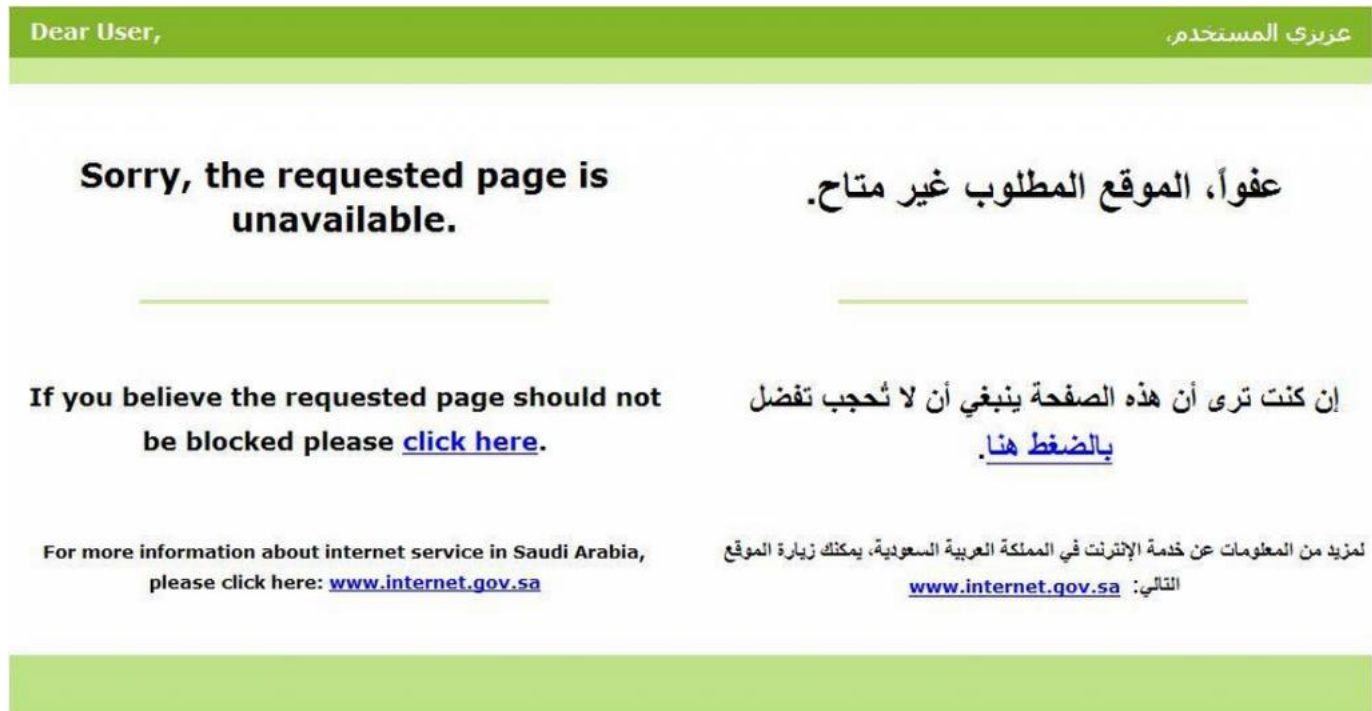 Dear User,
عزيزي المستخدم،
Sorry, the requested page is
unavailable.
عفواً، الموقع المطلوب غير متاح.
If you believe the requested page should not
be blocked please click here.
إن كنت ترى أن هذه الصفحة ينبغي أن لا تُحجب تفضل
بالضغط هنا.
For more information about internet service in Saudi Arabia,
please click here: www.internet.gov.sa
لمزيد من المعلومات عن خدمة الإنترنت في المملكة العربية السعودية، يمكنك زيارة الموقع
التالي: www.internet.gov.sa